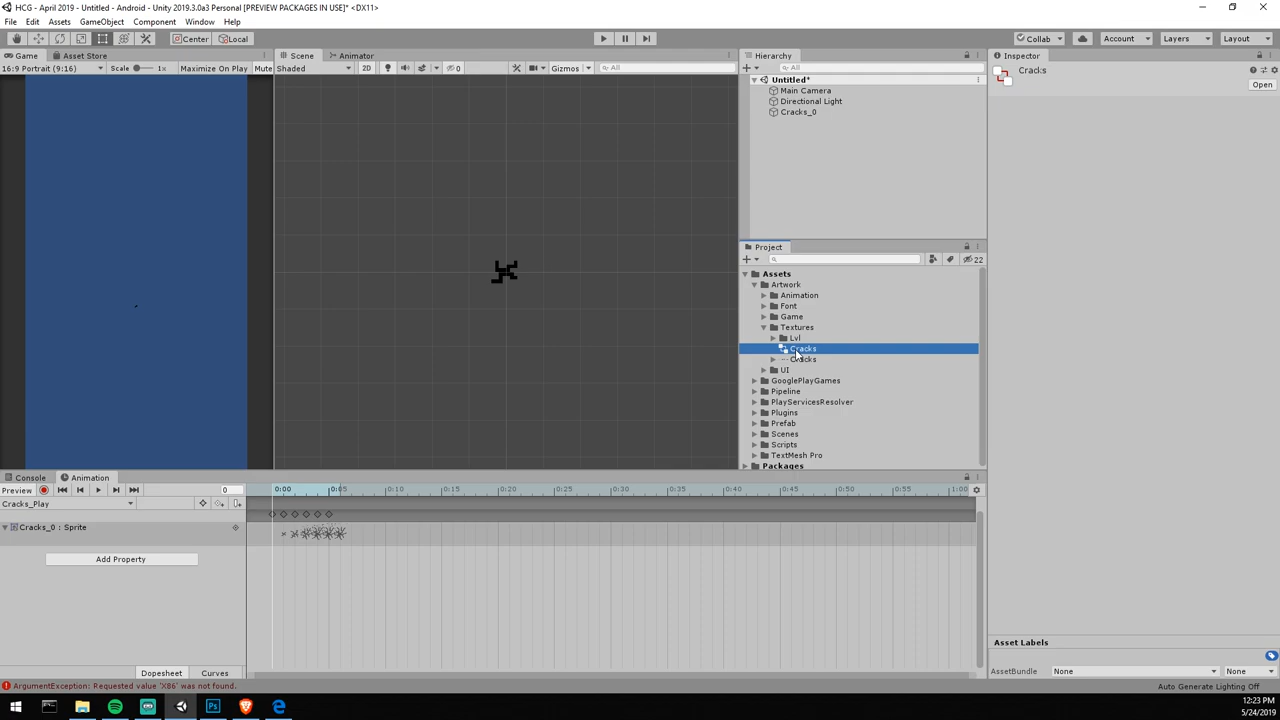 HCG - April 2019 - Untitled - Android - Unity 2019.3.0a3 Personal [PREVIEW PACKAGES IN USE]* <DX11>
File Edit Assets GameObject Component Window Help
Center Local Collab Account Layers Layout
Game Asset Store
16:9 Portrait (9:16) Scale 1x Maximize On Play Mute
Scene Animator
Shaded 2D 0 Gizmos All
Hierarchy
All
Untitled*
Main Camera
Directional Light
Cracks_0
Project
22
Assets
Artwork
Animation
Font
Game
Textures
Lvl
Cracks
Cracks
UI
GooglePlayGames
Pipeline
PlayServicesResolver
Plugins
Prefab
Scenes
Scripts
TextMesh Pro
Packages
Inspector
Cracks
Open
Asset Labels
AssetBundle None None
Console Animation
Preview 0
Cracks_Play
Cracks_0 : Sprite
Add Property
0:00 0:05 0:10 0:15 0:20 0:25 0:30 0:35 0:40 0:45 0:50 0:55 1:00
Dopesheet Curves
ArgumentException: Requested value 'X86' was not found.
Auto Generate Lighting Off
Ps
12:23 PM
5/24/2019